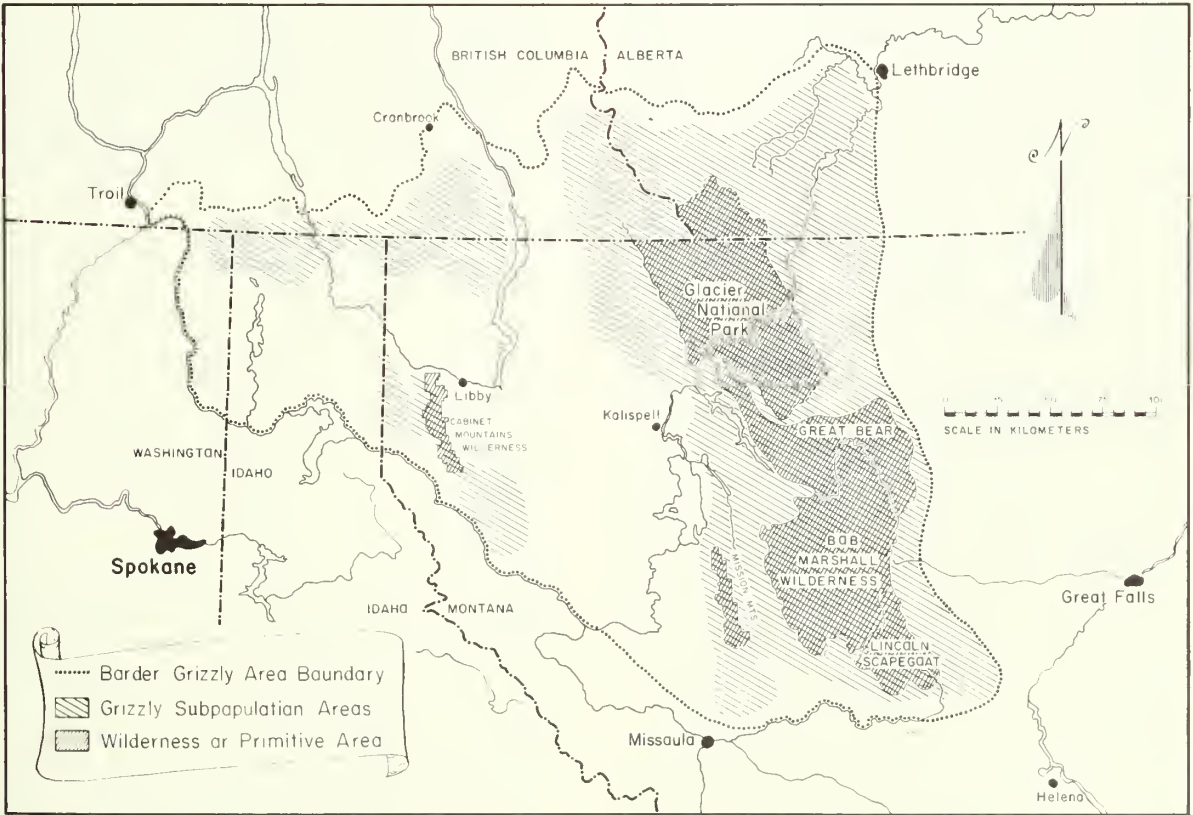 BRITISH COLUMBIA
ALBERTA
Lethbridge
Cranbrook
N
Trail
Glacier
National
Park
Libby
CABINET
MOUNTAINS
WILDERNESS
Kalispell
GREAT BEAR
SCALE IN KILOMETERS
WASHINGTON
IDAHO
Spokane
BOB
MARSHALL
WILDERNESS
MISSION MTS
Great Falls
IDAHO
MONTANA
LINCOLN
SCAPEGOAT
Border Grizzly Area Boundary
Grizzly Subpopulation Areas
Wilderness or Primitive Area
Missoula
Helena